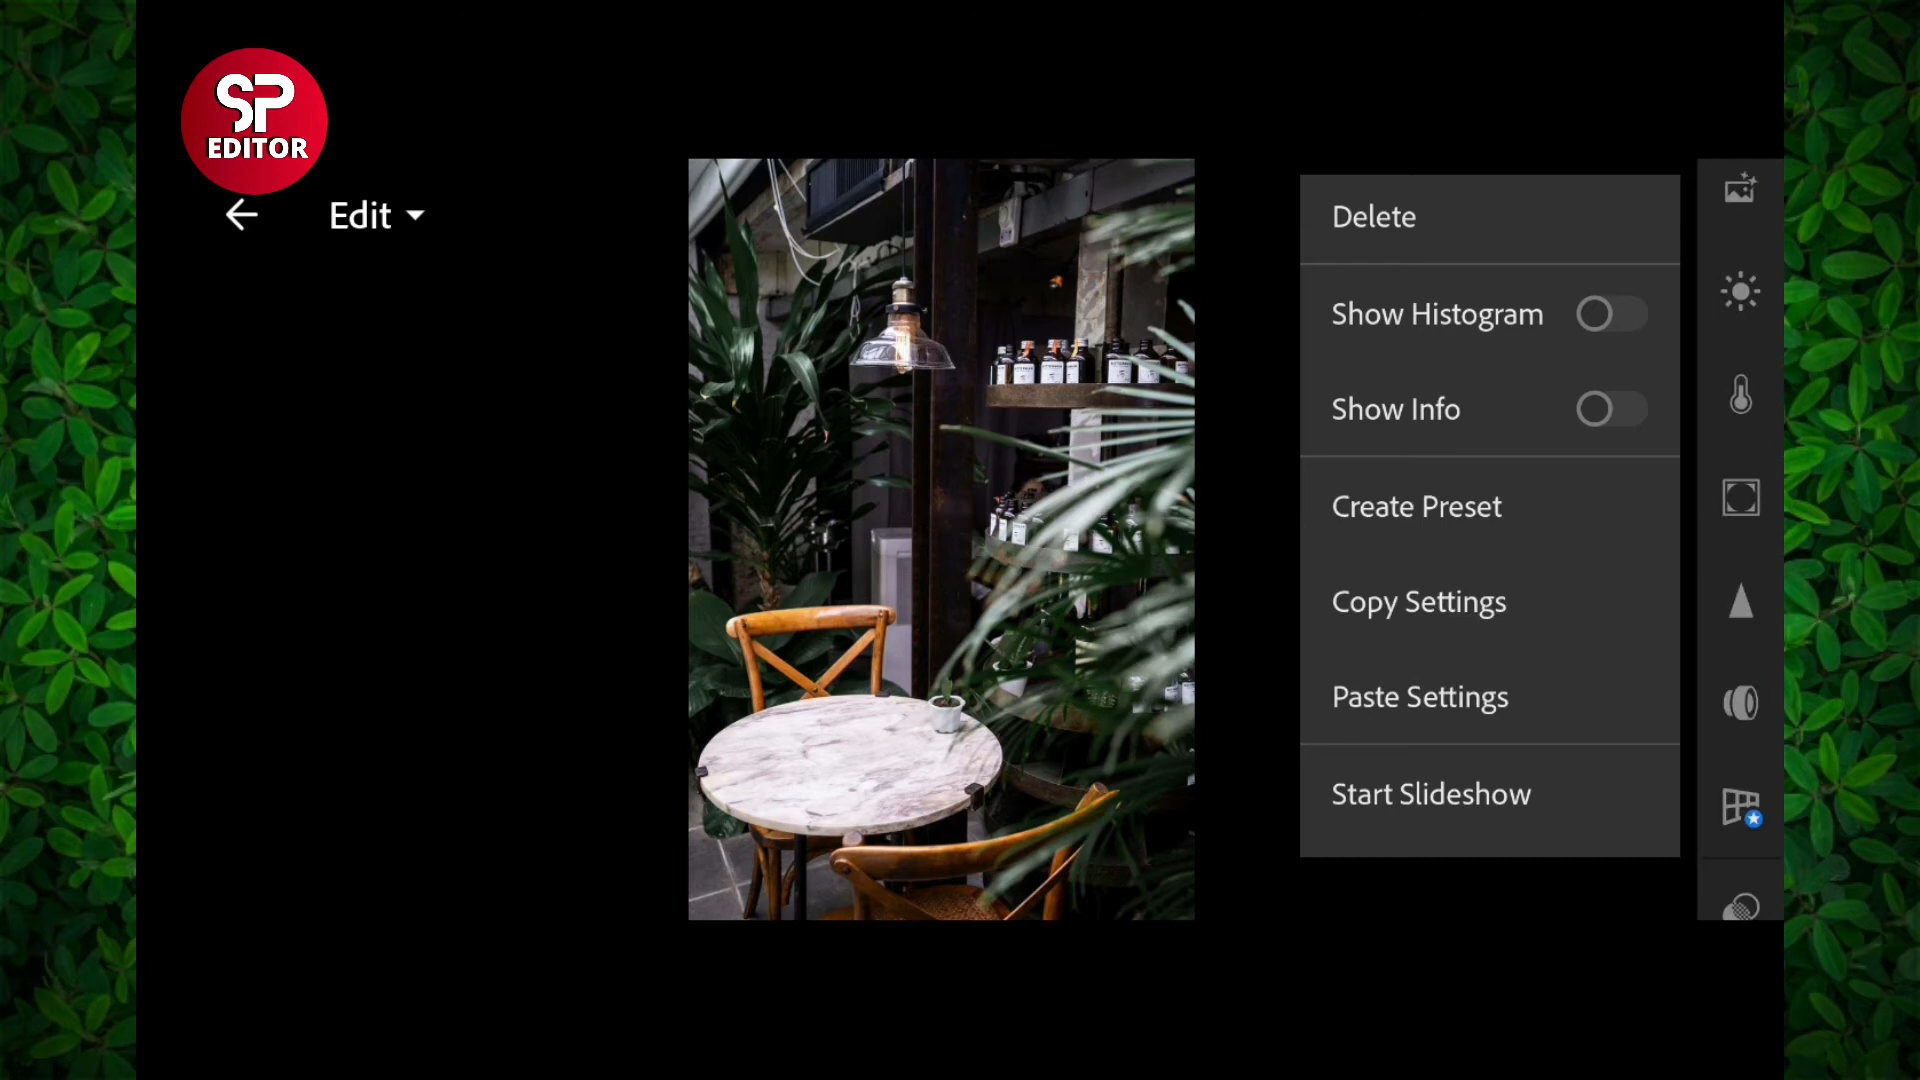 SP
EDITOR
Edit
Delete
Show Histogram
Show Info
Create Preset
Copy Settings
Paste Settings
Start Slideshow